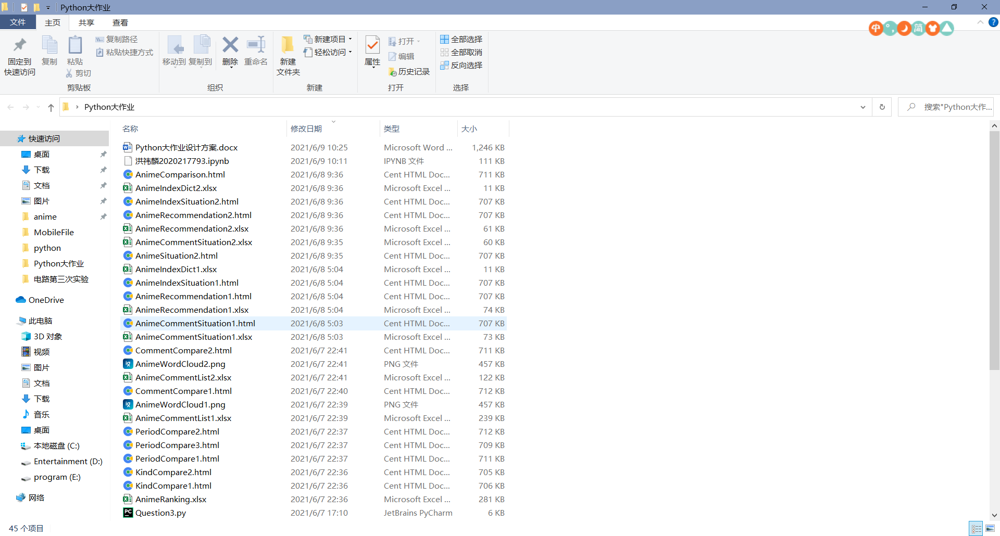 Python大作业
文件 主页 共享 查看
中 ° , 简
复制路径
粘贴快捷方式
固定到
快速访问
复制
粘贴
剪切
剪贴板
移动到 复制到 删除 重命名
组织
新建项目
轻松访问
新建
文件夹
新建
属性
打开
编辑
历史记录
打开
全部选择
全部取消
反向选择
选择
Python大作业
搜索"Python大作...
快速访问
桌面
下载
文档
图片
anime
MobileFile
python
Python大作业
电路第三次实验
OneDrive
此电脑
3D 对象
视频
图片
文档
下载
音乐
桌面
本地磁盘 (C:)
Entertainment (D:)
program (E:)
网络
名称 修改日期 类型 大小
Python大作业设计方案.docx 2021/6/9 10:25 Microsoft Word ... 1,246 KB
洪祎麟2020217793.ipynb 2021/6/9 10:11 IPYNB 文件 111 KB
AnimeComparison.html 2021/6/8 9:36 Cent HTML Doc... 711 KB
AnimeIndexDict2.xlsx 2021/6/8 9:36 Microsoft Excel ... 11 KB
AnimeIndexSituation2.html 2021/6/8 9:36 Cent HTML Doc... 707 KB
AnimeRecommendation2.html 2021/6/8 9:36 Cent HTML Doc... 707 KB
AnimeRecommendation2.xlsx 2021/6/8 9:36 Microsoft Excel ... 61 KB
AnimeCommentSituation2.xlsx 2021/6/8 9:35 Microsoft Excel ... 60 KB
AnimeSituation2.html 2021/6/8 9:35 Cent HTML Doc... 707 KB
AnimeIndexDict1.xlsx 2021/6/8 5:04 Microsoft Excel ... 11 KB
AnimeIndexSituation1.html 2021/6/8 5:04 Cent HTML Doc... 707 KB
AnimeRecommendation1.html 2021/6/8 5:04 Cent HTML Doc... 707 KB
AnimeRecommendation1.xlsx 2021/6/8 5:04 Microsoft Excel ... 74 KB
AnimeCommentSituation1.html 2021/6/8 5:03 Cent HTML Doc... 707 KB
AnimeCommentSituation1.xlsx 2021/6/8 5:03 Microsoft Excel ... 73 KB
CommentCompare2.html 2021/6/7 22:41 Cent HTML Doc... 711 KB
AnimeWordCloud2.png 2021/6/7 22:41 PNG 文件 457 KB
AnimeCommentList2.xlsx 2021/6/7 22:41 Microsoft Excel ... 122 KB
CommentCompare1.html 2021/6/7 22:40 Cent HTML Doc... 712 KB
AnimeWordCloud1.png 2021/6/7 22:39 PNG 文件 457 KB
AnimeCommentList1.xlsx 2021/6/7 22:39 Microsoft Excel ... 239 KB
PeriodCompare2.html 2021/6/7 22:37 Cent HTML Doc... 712 KB
PeriodCompare3.html 2021/6/7 22:37 Cent HTML Doc... 709 KB
PeriodCompare1.html 2021/6/7 22:37 Cent HTML Doc... 711 KB
KindCompare2.html 2021/6/7 22:36 Cent HTML Doc... 705 KB
KindCompare1.html 2021/6/7 22:36 Cent HTML Doc... 706 KB
AnimeRanking.xlsx 2021/6/7 22:36 Microsoft Excel ... 281 KB
Question3.py 2021/6/7 17:10 JetBrains PyCharm 6 KB
45 个项目